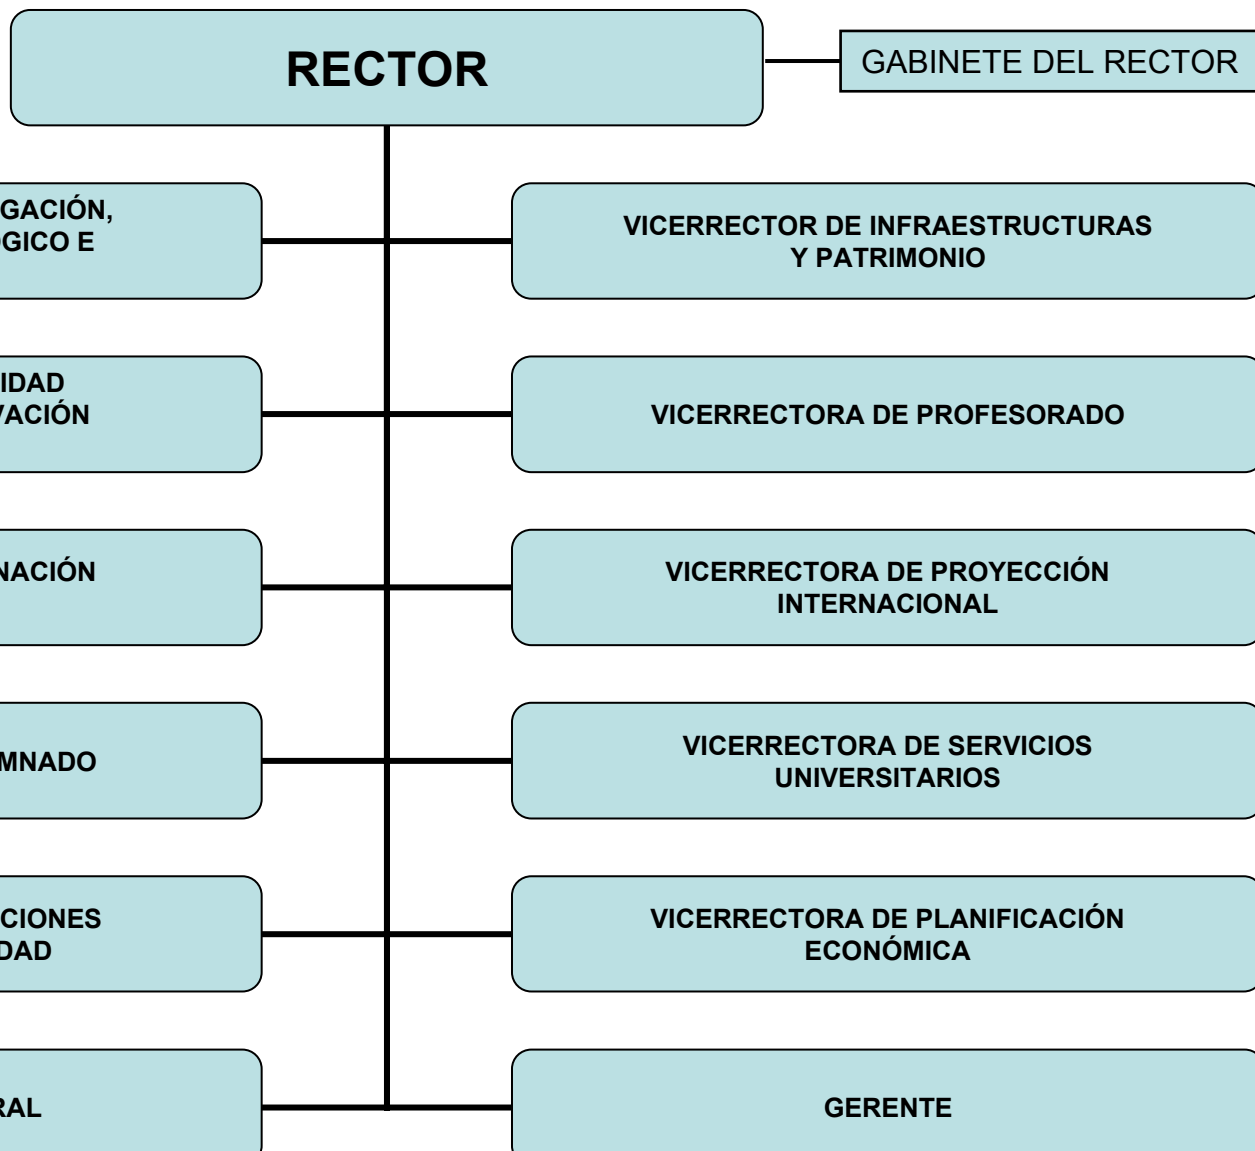 RECTOR
GABINETE DEL RECTOR
GACIÓN,
GICO E
VICERRECTOR DE INFRAESTRUCTURAS
Y PATRIMONIO
IDAD
VACIÓN
VICERRECTORA DE PROFESORADO
NACIÓN
VICERRECTORA DE PROYECCIÓN
INTERNACIONAL
MNADO
VICERRECTORA DE SERVICIOS
UNIVERSITARIOS
CIONES
DAD
VICERRECTORA DE PLANIFICACIÓN
ECONÓMICA
RAL
GERENTE